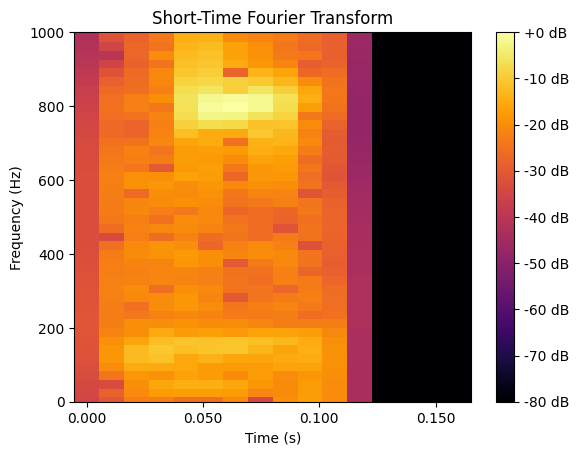 Short-Time Fourier Transform
Frequency (Hz)
1000
800
600
400
200
0
0.000
0.050
0.100
0.150
Time (s)
+0 dB
-10 dB
-20 dB
-30 dB
-40 dB
-50 dB
-60 dB
-70 dB
-80 dB